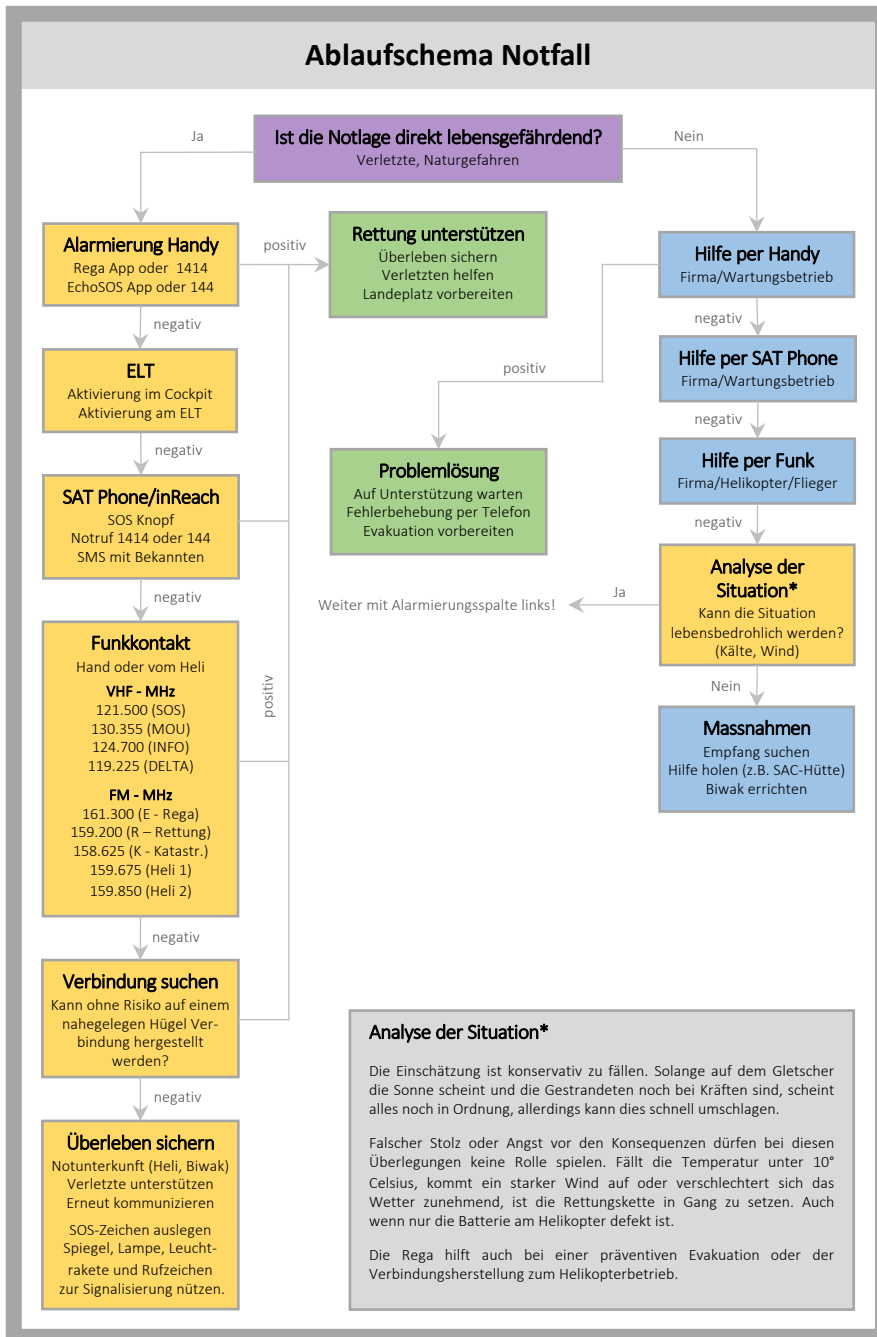 Ablaufschema Notfall
Ja
Ist die Notlage direkt lebensgefährdend?
Verletzte, Naturgefahren
Nein
Alarmierung Handy
Rega App oder 1414
EchoSOS App oder 144
positiv
Rettung unterstützen
Überleben sichern
Verletzten helfen
Landeplatz vorbereiten
Hilfe per Handy
Firma/Wartungsbetrieb
negativ
negativ
ELT
Aktivierung im Cockpit
Aktivierung am ELT
positiv
Hilfe per SAT Phone
Firma/Wartungsbetrieb
negativ
negativ
SAT Phone/inReach
SOS Knopf
Notruf 1414 oder 144
SMS mit Bekannten
Problemlösung
Auf Unterstützung warten
Fehlerbehebung per Telefon
Evakuation vorbereiten
Hilfe per Funk
Firma/Helikopter/Flieger
negativ
negativ
Weiter mit Alarmierungsspalte links!
Ja
Analyse der
Situation*
Kann die Situation
lebensbedrohlich werden?
(Kälte, Wind)
Nein
Massnahmen
Empfang suchen
Hilfe holen (z.B. SAC-Hütte)
Biwak errichten
Funkkontakt
Hand oder vom Heli
VHF - MHz
121.500 (SOS)
130.355 (MOU)
124.700 (INFO)
119.225 (DELTA)
FM - MHz
161.300 (E - Rega)
159.200 (R – Rettung)
158.625 (K - Katastr.)
159.675 (Heli 1)
159.850 (Heli 2)
positiv
negativ
Verbindung suchen
Kann ohne Risiko auf einem
nahegelegen Hügel Ver-
bindung hergestellt
werden?
negativ
Überleben sichern
Notunterkunft (Heli, Biwak)
Verletzte unterstützen
Erneut kommunizieren
SOS-Zeichen auslegen
Spiegel, Lampe, Leucht-
rakete und Rufzeichen
zur Signalisierung nützen.
Analyse der Situation*
Die Einschätzung ist konservativ zu fällen. Solange auf dem Gletscher
die Sonne scheint und die Gestrandeten noch bei Kräften sind, scheint
alles noch in Ordnung, allerdings kann dies schnell umschlagen.
Falscher Stolz oder Angst vor den Konsequenzen dürfen bei diesen
Überlegungen keine Rolle spielen. Fällt die Temperatur unter 10°
Celsius, kommt ein starker Wind auf oder verschlechtert sich das
Wetter zunehmend, ist die Rettungskette in Gang zu setzen. Auch
wenn nur die Batterie am Helikopter defekt ist.
Die Rega hilft auch bei einer präventiven Evakuation oder der
Verbindungsherstellung zum Helikopterbetrieb.